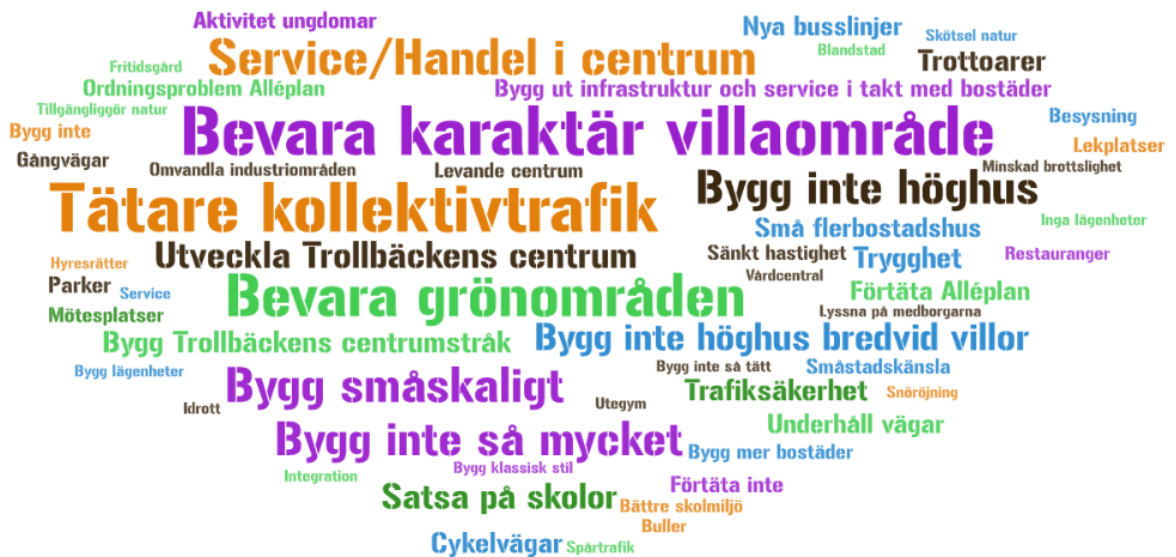 Aktivitet ungdomar
Nya busslinjer
Skötsel natur
Service/Handel i centrum
Blandstad
Trottoarer
Fritidsgård
Ordningsproblem Alléplan
Bygg ut infrastruktur och service i takt med bostäder
Tillgängliggör natur
Bevara karaktär villaområde
Besysning
Bygg inte
Lekplatser
Gångvägar
Omvandla industriområden
Levande centrum
Minskad brottslighet
Tätare kollektivtrafik
Bygg inte höghus
Små flerbostadshus
Inga lägenheter
Utveckla Trollbäckens centrum
Sänkt hastighet
Trygghet
Restauranger
Hyresrätter
Vårdcentral
Parker
Service
Bevara grönområden
Förtäta Alléplan
Mötesplatser
Lyssna på medborgarna
Bygg Trollbäckens centrumstråk
Bygg inte höghus bredvid villor
Bygg lägenheter
Bygg småskaligt
Bygg inte så tätt
Småstadskänsla
Trafiksäkerhet
Snöröjning
Idrott
Utegym
Underhåll vägar
Bygg inte så mycket
Bygg mer bostäder
Integration
Bygg klassisk stil
Förtäta inte
Satsa på skolor
Bättre skolmiljö
Buller
Cykelvägar
Spårtrafik